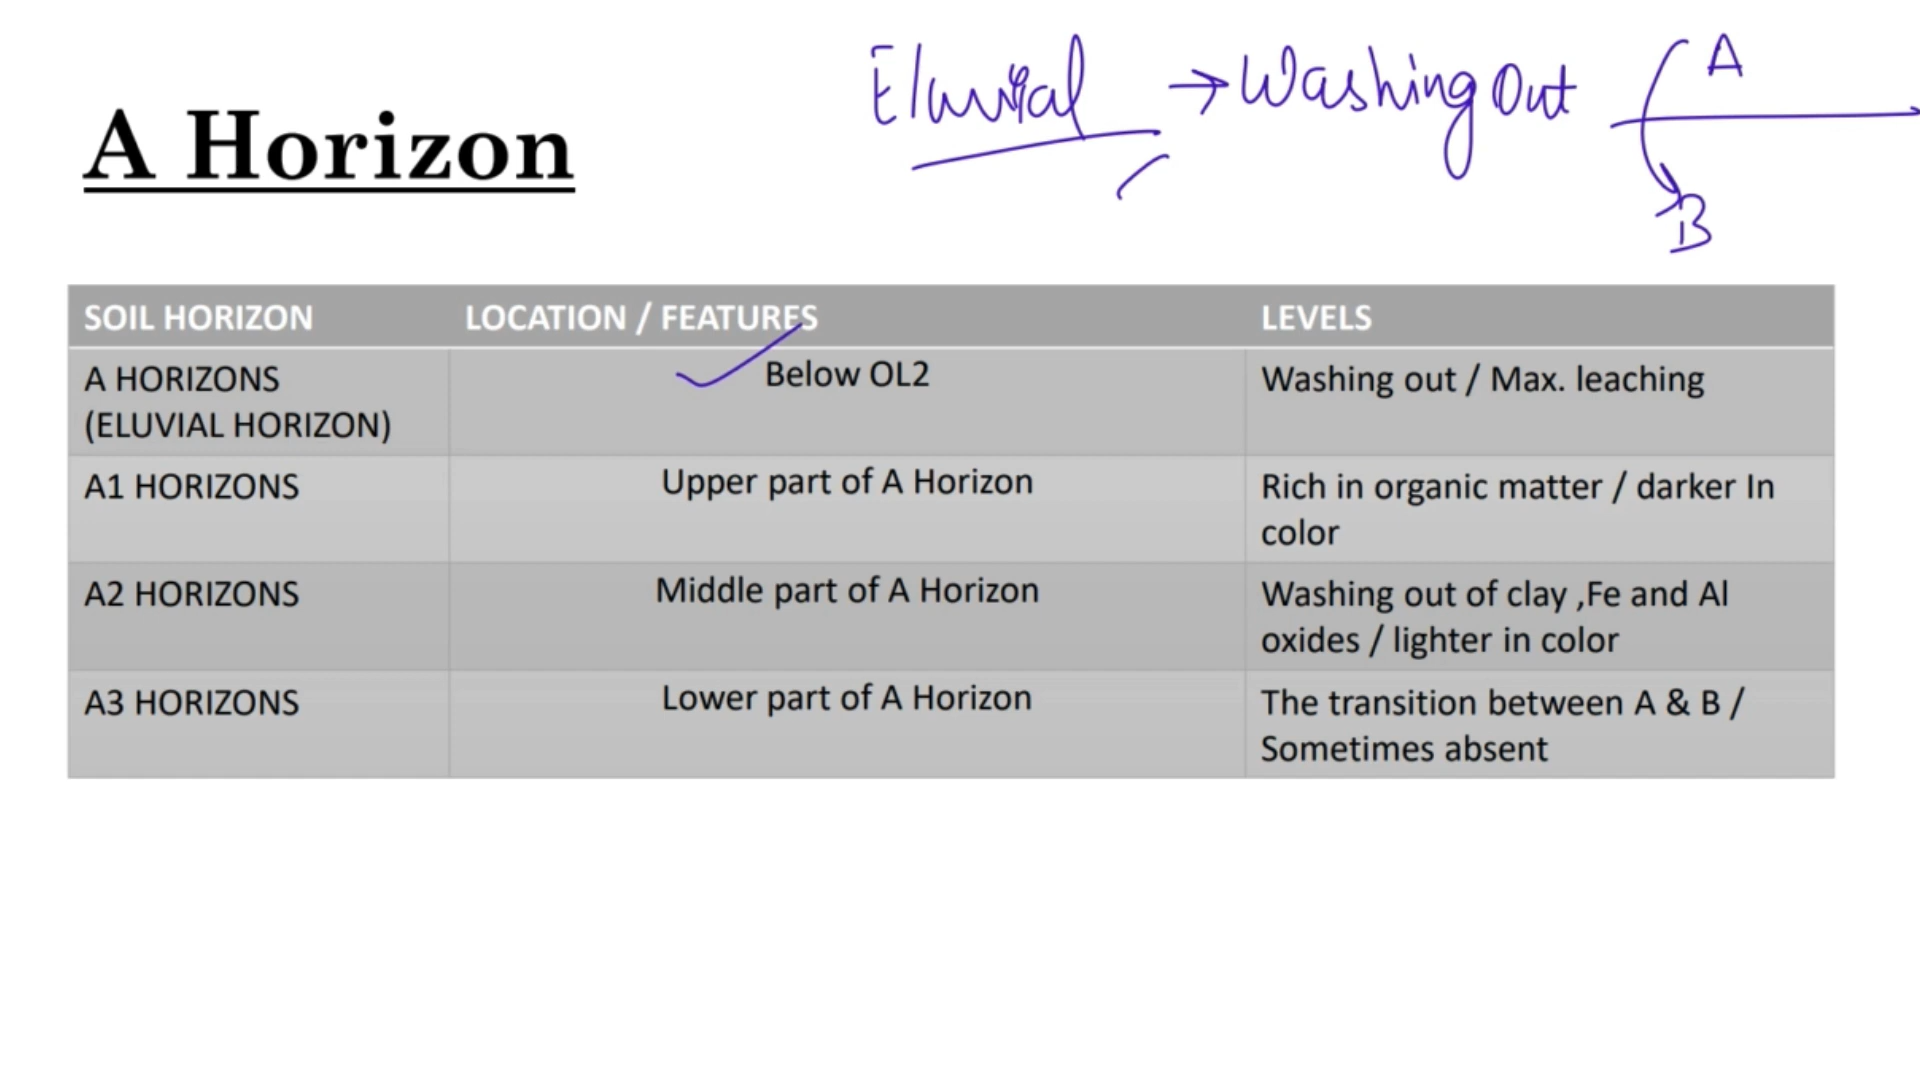 Eluvial → Washing Out A
A Horizon
B
SOIL HORIZON LOCATION / FEATURES LEVELS
A HORIZONS Below OL2 Washing out / Max. leaching
(ELUVIAL HORIZON)
A1 HORIZONS Upper part of A Horizon Rich in organic matter / darker In
color
A2 HORIZONS Middle part of A Horizon Washing out of clay ,Fe and Al
oxides / lighter in color
A3 HORIZONS Lower part of A Horizon The transition between A & B /
Sometimes absent